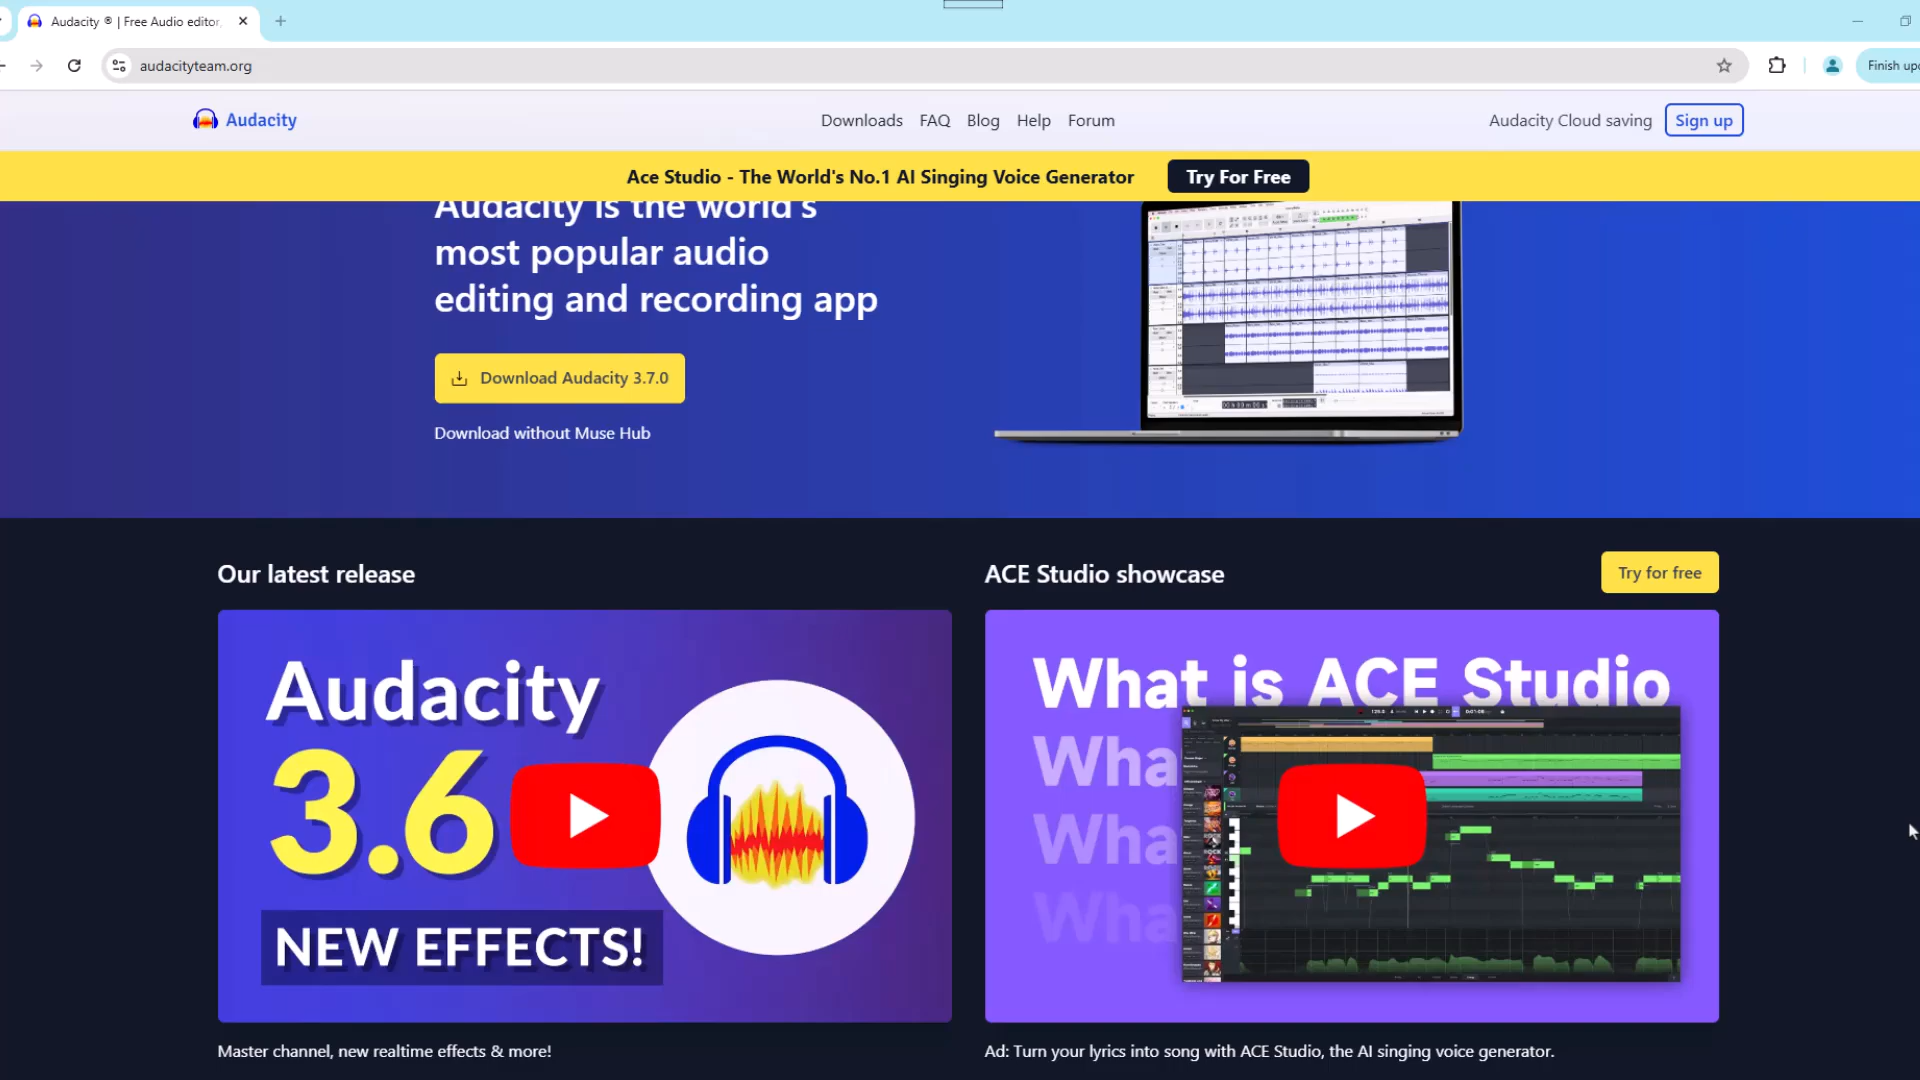 Audacity ® | Free Audio editor,
audacityteam.org
Finish up
Audacity
Downloads FAQ Blog Help Forum
Audacity Cloud saving
Sign up
Ace Studio - The World's No.1 AI Singing Voice Generator
Try For Free
Audacity is the world's
most popular audio
editing and recording app
Download Audacity 3.7.0
Download without Muse Hub
Our latest release
Audacity
3.6
NEW EFFECTS!
Master channel, new realtime effects & more!
ACE Studio showcase
Try for free
What is ACE Studio
Wha
Wha
Wha
Ad: Turn your lyrics into song with ACE Studio, the AI singing voice generator.